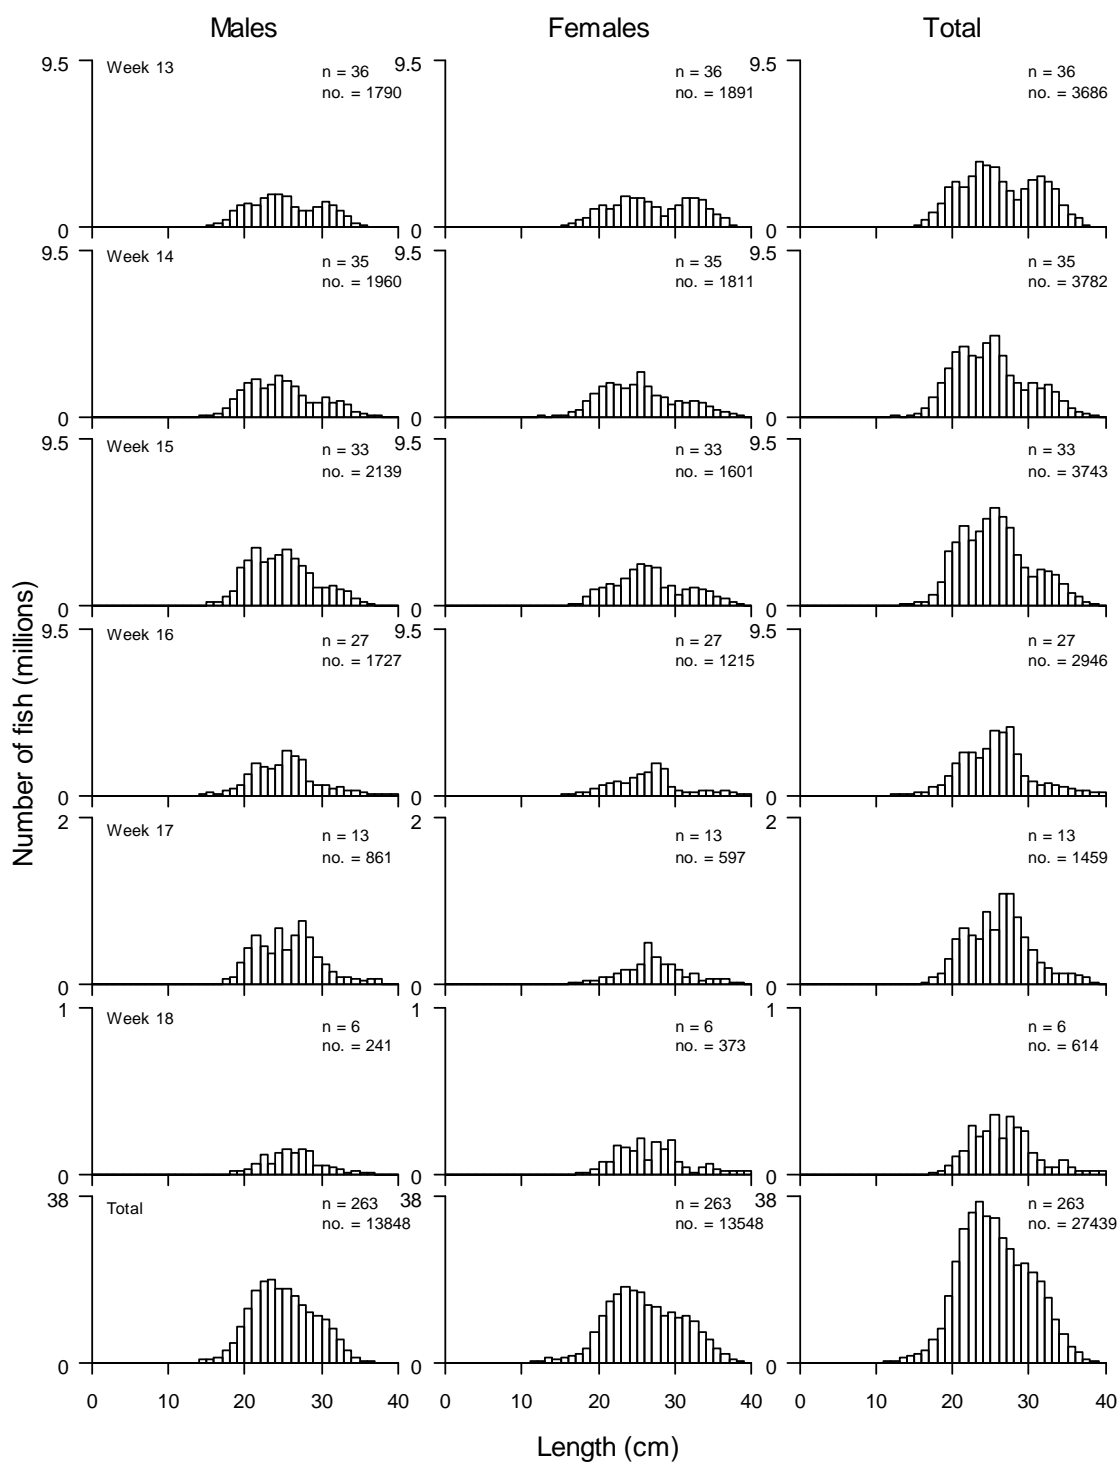 Males Females Total
9.5 Week 13 n = 36 9.5 n = 36 9.5 n = 36
no. = 1790 no. = 1891 no. = 3686
0 0 0
9.5 Week 14 n = 35 9.5 n = 35 9.5 n = 35
no. = 1960 no. = 1811 no. = 3782
0 0 0
9.5 Week 15 n = 33 9.5 n = 33 9.5 n = 33
no. = 2139 no. = 1601 no. = 3743
0 0 0
9.5 Week 16 n = 27 9.5 n = 27 9.5 n = 27
no. = 1727 no. = 1215 no. = 2946
0 0 0
2 Week 17 n = 13 2 n = 13 2 n = 13
no. = 861 no. = 597 no. = 1459
0 0 0
1 Week 18 n = 6 1 n = 6 1 n = 6
no. = 241 no. = 373 no. = 614
0 0 0
38 Total n = 263 38 n = 263 38 n = 263
no. = 13848 no. = 13548 no. = 27439
0 0 0
0 10 20 30 40 0 10 20 30 40 0 10 20 30 40
Length (cm)
Number of fish (millions)